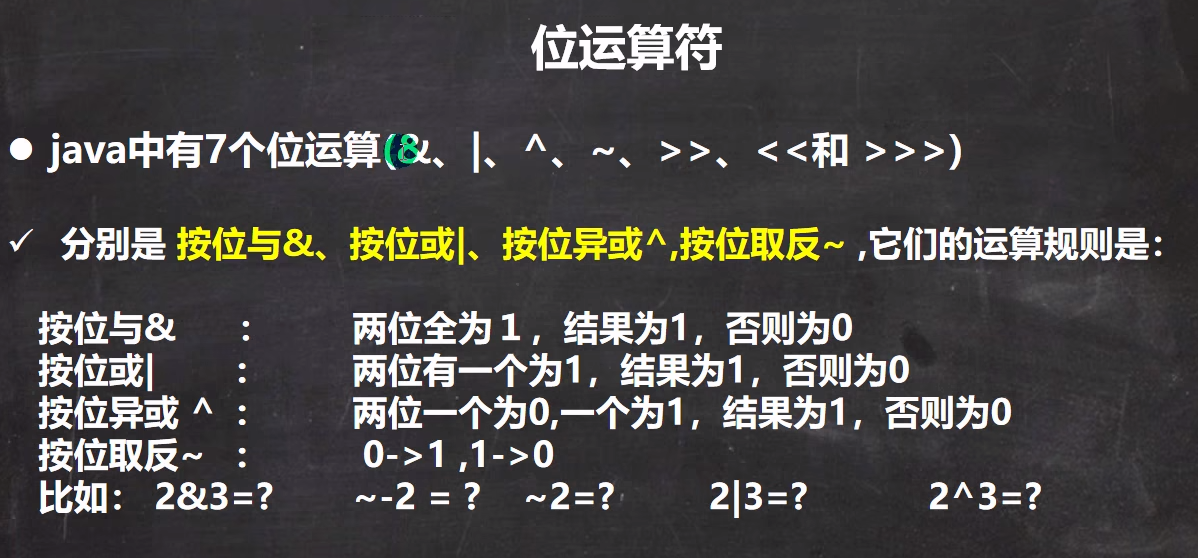 位运算符
java中有7个位运算(&、|、^、~、>>、<<和 >>>)
分别是 按位与&、按位或|、按位异或^,按位取反~ ,它们的运算规则是：
按位与& ： 两位全为１，结果为1，否则为0
按位或| ： 两位有一个为1，结果为1，否则为0
按位异或 ^ ： 两位一个为0,一个为1，结果为1，否则为0
按位取反~ ： 0->1 ,1->0
比如： 2&3=? ~-2 = ? ~2=? 2|3=? 2^3=?